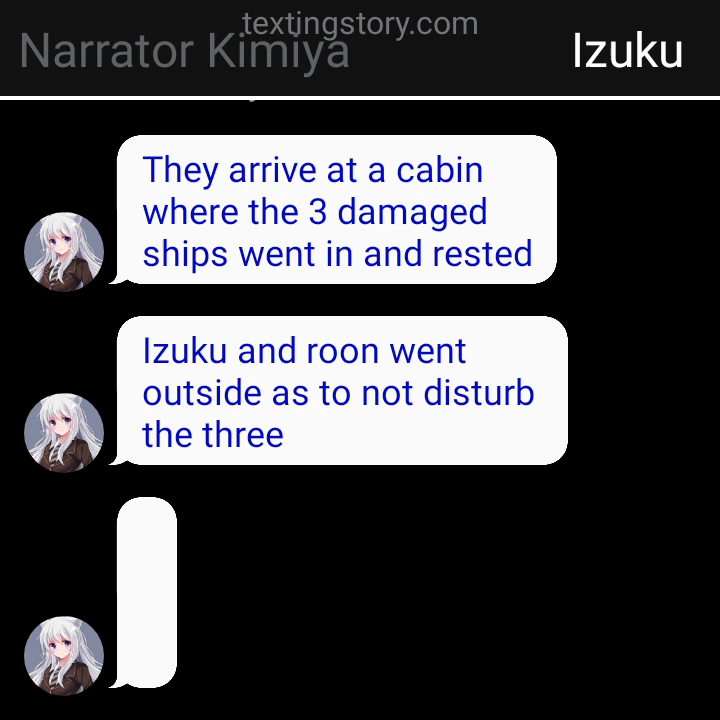 textingstory.com
Narrator Kimiya
Izuku
They arrive at a cabin
where the 3 damaged
ships went in and rested
Izuku and roon went
outside as to not disturb
the three